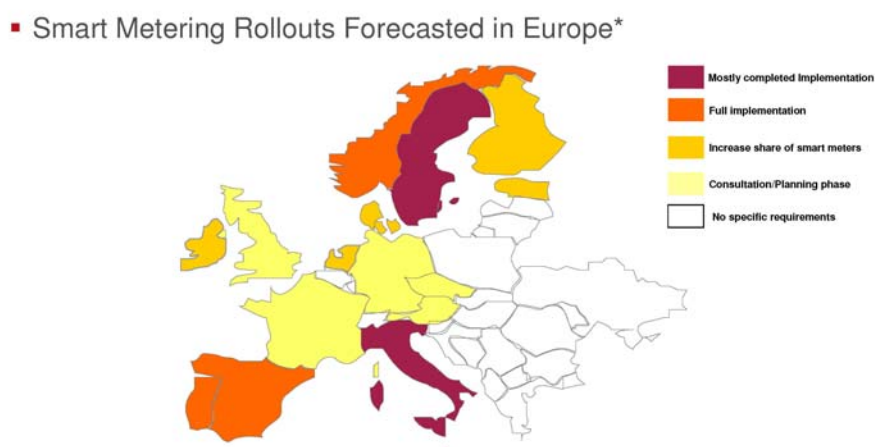 Smart Metering Rollouts Forecasted in Europe*
Mostly completed Implementation
Full implementation
Increase share of smart meters
Consultation/Planning phase
No specific requirements